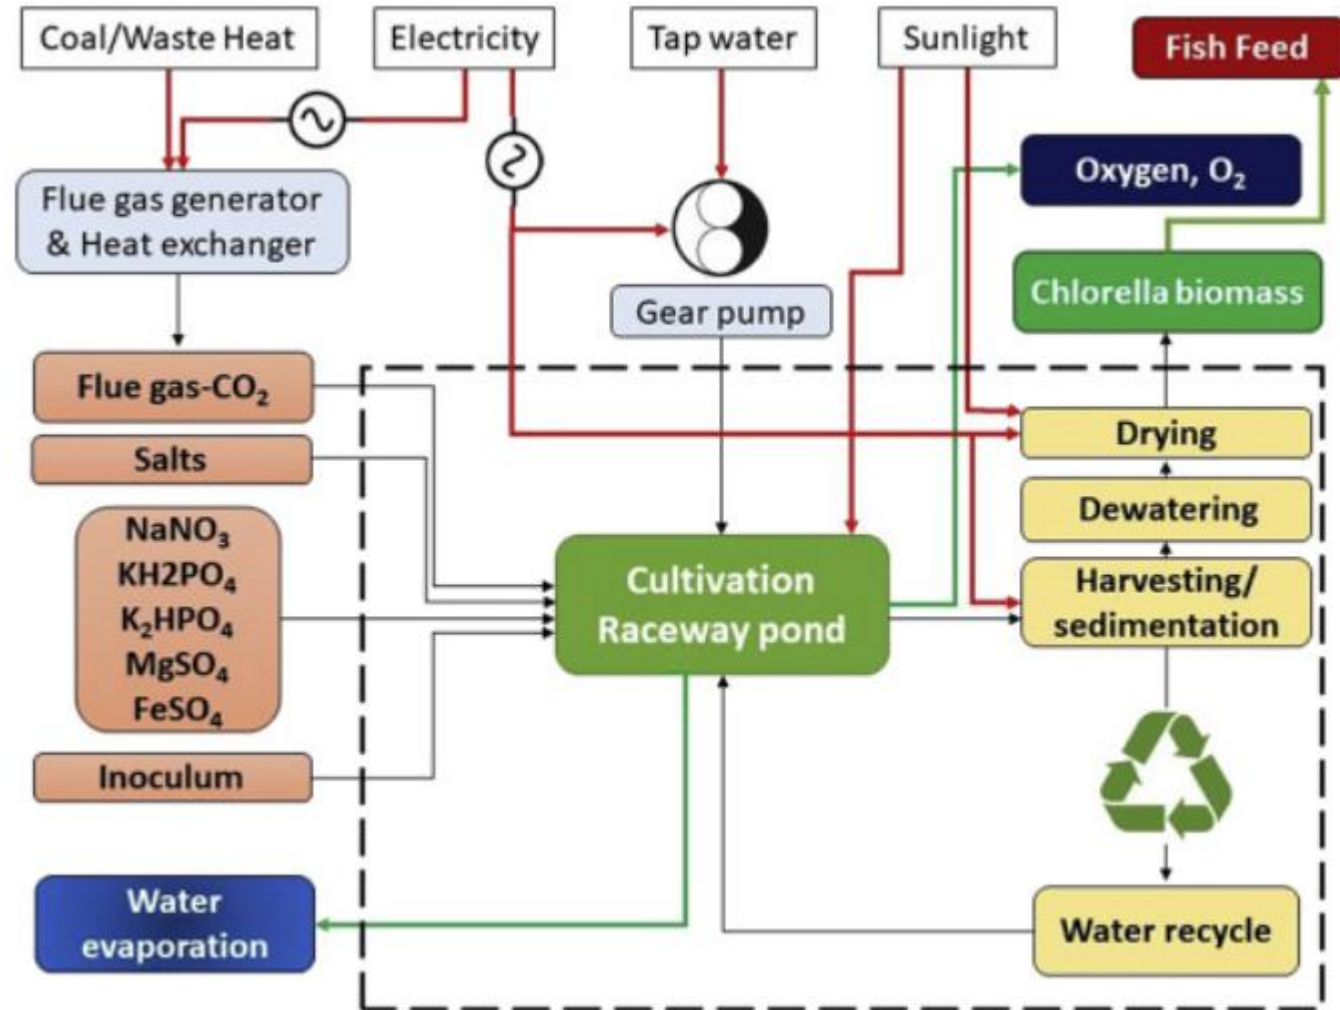 Coal/Waste Heat
Electricity
Tap water
Sunlight
Fish Feed
Oxygen, O₂
Flue gas generator
& Heat exchanger
Chlorella biomass
Gear pump
Flue gas-CO₂
Salts
NaNO₃
KH2PO₄
K₂HPO₄
MgSO₄
FeSO₄
Inoculum
Cultivation
Raceway pond
Drying
Dewatering
Harvesting/
sedimentation
Water
evaporation
Water recycle